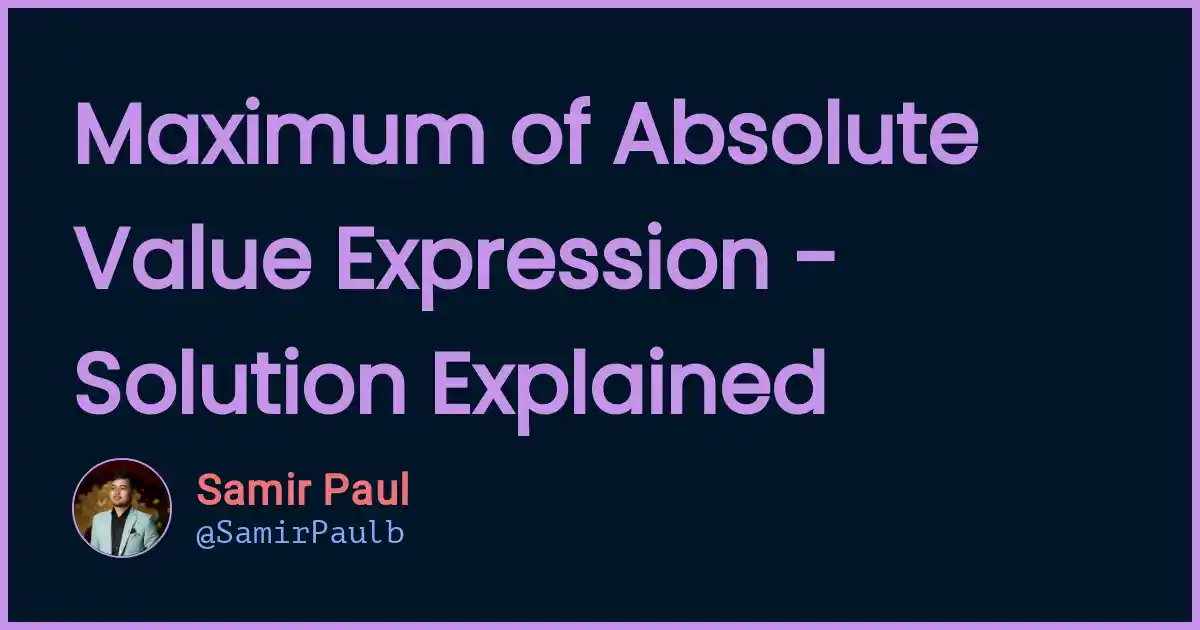 Maximum of Absolute
Value Expression -
Solution Explained
Samir Paul
@SamirPaulb